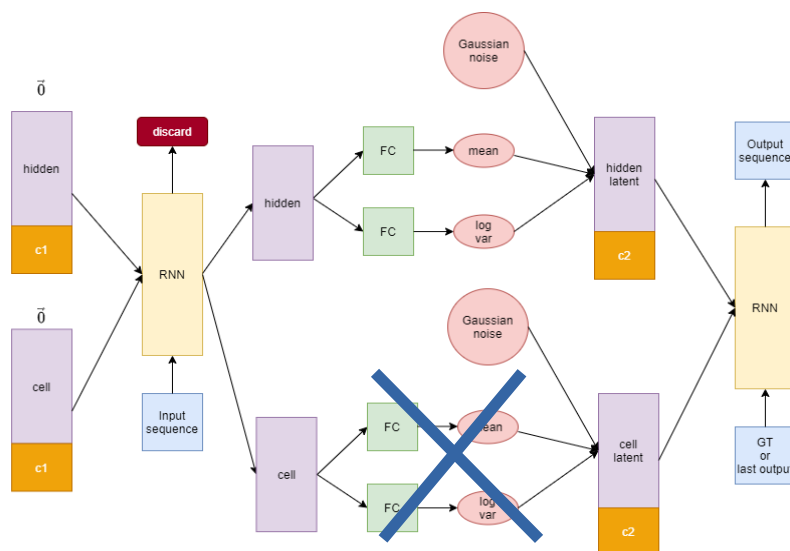 0
hidden
c1
0
cell
c1
discard
RNN
Input
sequence
hidden
cell
FC
FC
FC
FC
Gaussian
noise
mean
log
var
Gaussian
noise
mean
log
var
hidden
latent
c2
cell
latent
c2
Output
sequence
RNN
GT
or
last output